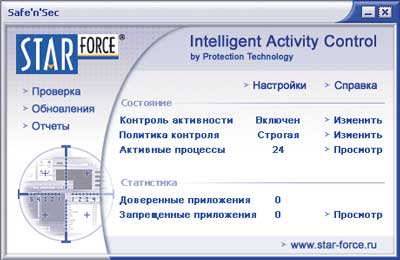 Safe'n'Sec
STAR FORCE®
Intelligent Activity Control
by Protection Technology
> Настройки > Справка
> Проверка
> Обновления
> Отчеты
Состояние
Контроль активности Включен > Изменить
Политика контроля Строгая > Изменить
Активные процессы 24 > Просмотр
Статистика
Доверенные приложения 0
Запрещенные приложения 0 > Просмотр
> www.star-force.ru